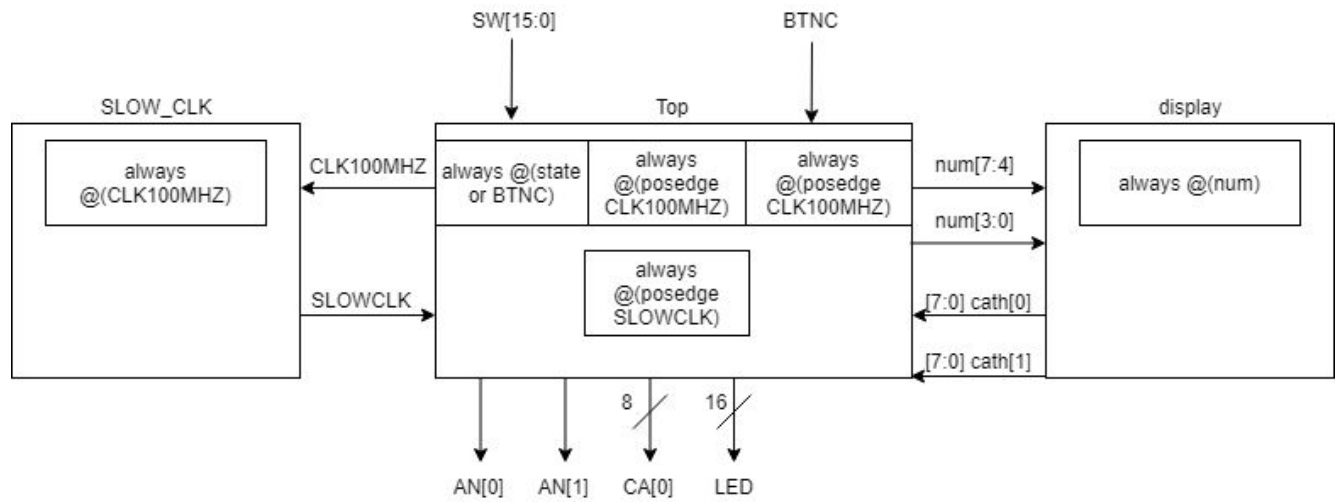 SW[15:0]
BTNC
SLOW_CLK
Top
display
always
@(CLK100MHZ)
CLK100MHZ
always @(state
or BTNC)
always
@(posedge
CLK100MHZ)
always
@(posedge
CLK100MHZ)
num[7:4]
always @(num)
num[3:0]
always
@(posedge
SLOWCLK)
SLOWCLK
[7:0] cath[0]
[7:0] cath[1]
8
16
AN[0]
AN[1]
CA[0]
LED